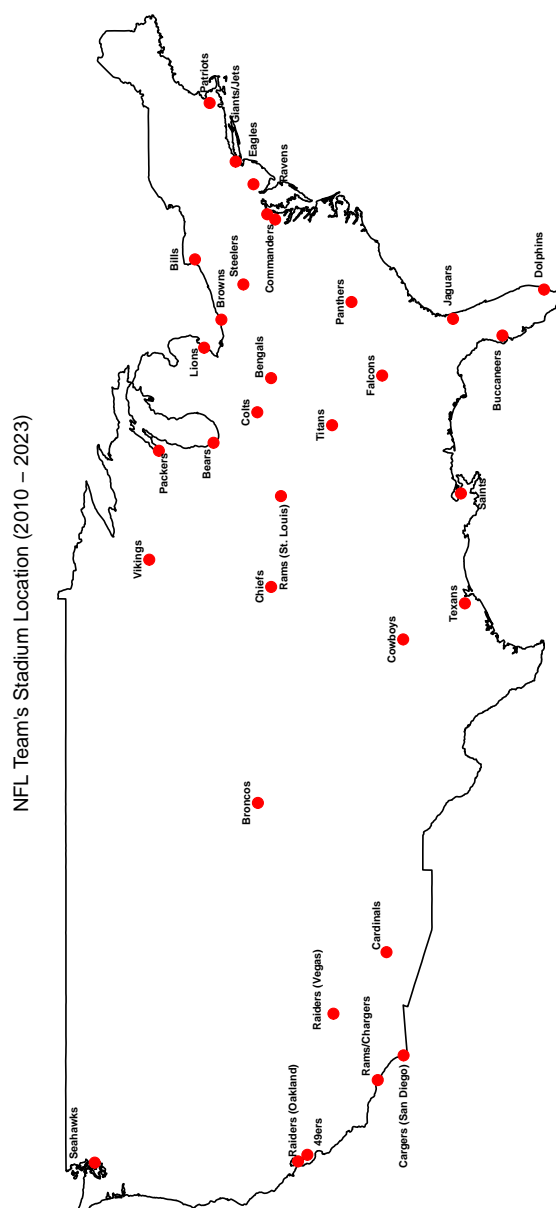 NFL Team's Stadium Location (2010 – 2023)
Seahawks
Raiders (Oakland)
49ers
Rams/Chargers
Cargers (San Diego)
Raiders (Vegas)
Cardinals
Broncos
Cowboys
Texans
Chiefs
Vikings
Rams (St. Louis)
Saints
Packers
Bears
Titans
Colts
Bengals
Falcons
Lions
Buccaneers
Browns
Jaguars
Panthers
Dolphins
Steelers
Bills
Commanders
Ravens
Eagles
Giants/Jets
Patriots